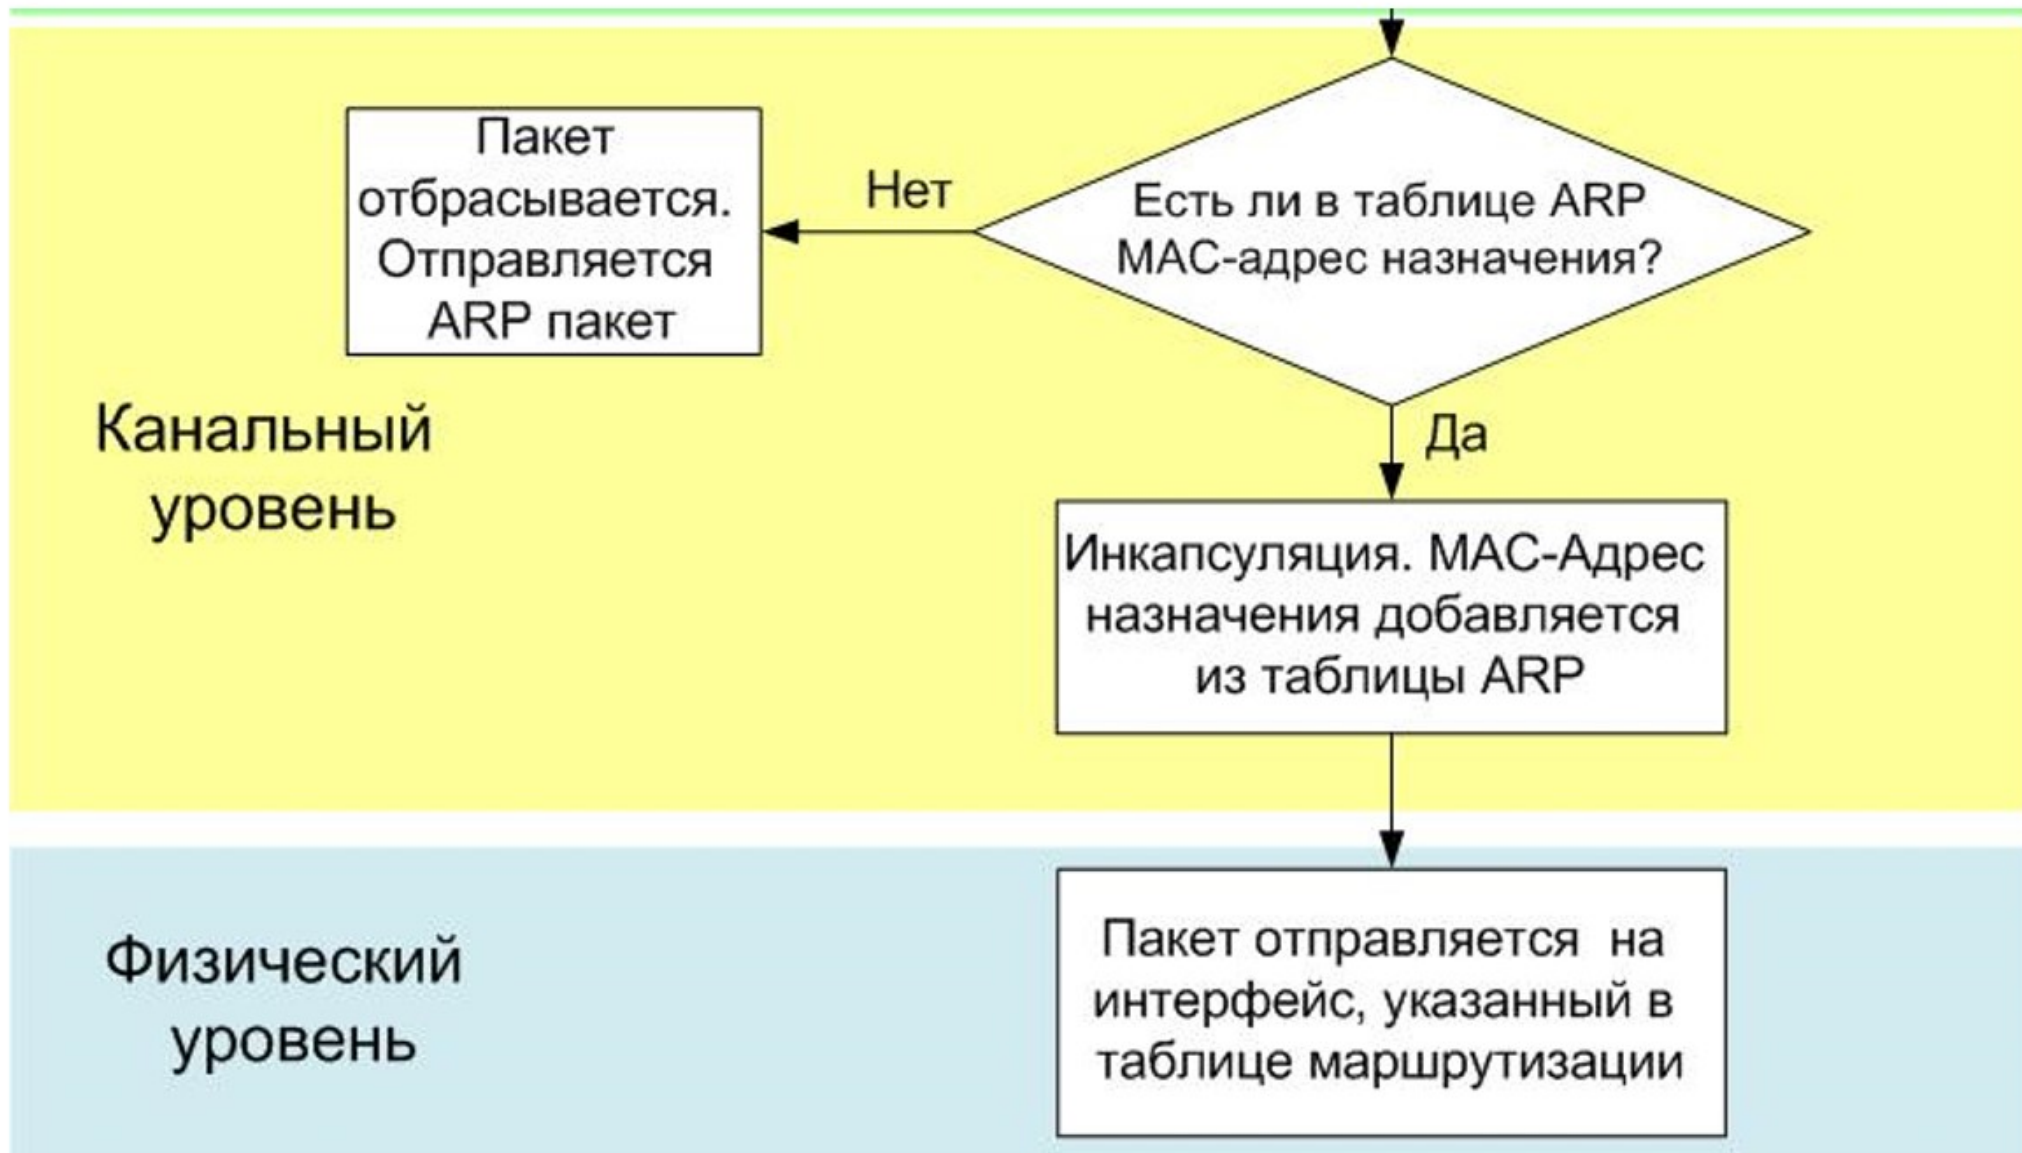 Пакет
отбрасывается.
Отправляется
ARP пакет
Нет
Есть ли в таблице ARP
MAC-адрес назначения?
Да
Канальный
уровень
Инкапсуляция. MAC-Адрес
назначения добавляется
из таблицы ARP
Физический
уровень
Пакет отправляется на
интерфейс, указанный в
таблице маршрутизации